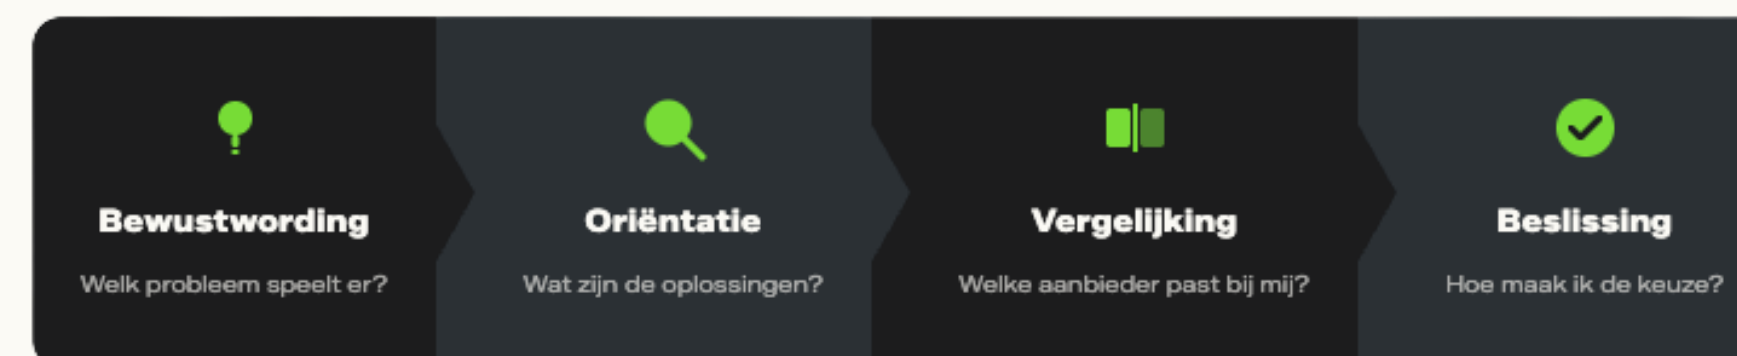 Bewustwording
Welk probleem speelt er?
Oriëntatie
Wat zijn de oplossingen?
Vergelijking
Welke aanbieder past bij mij?
Beslissing
Hoe maak ik de keuze?